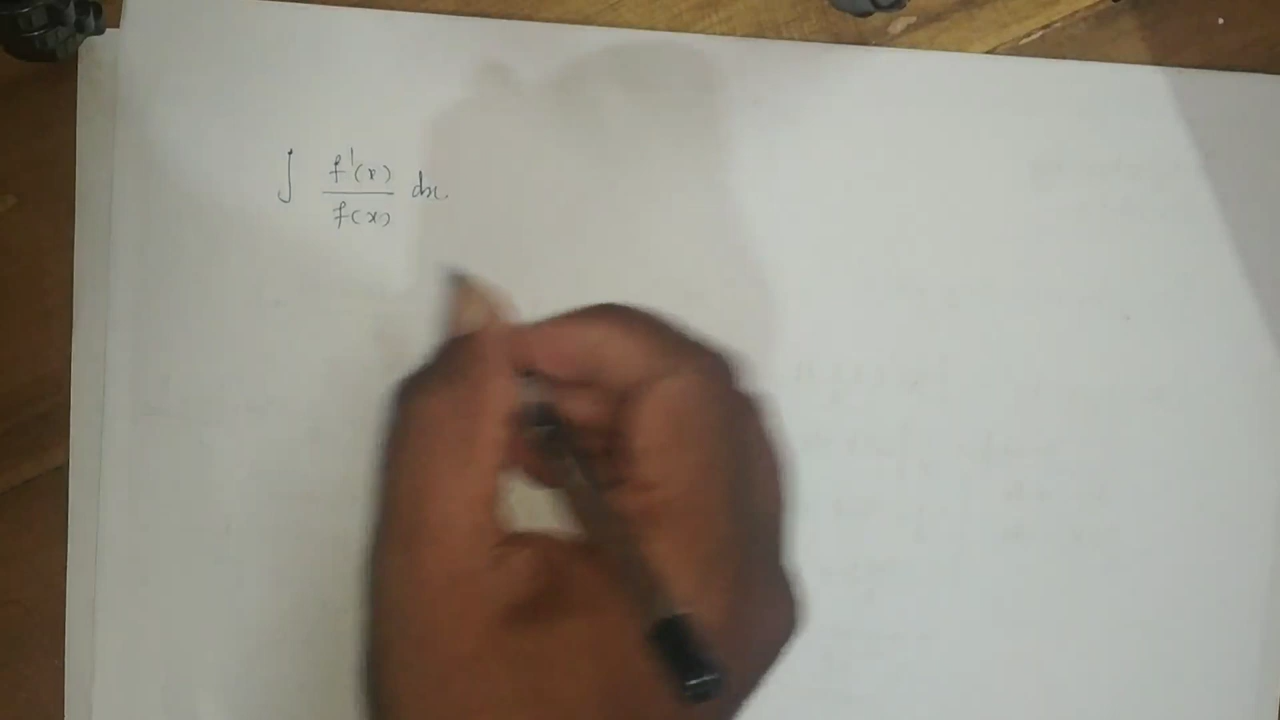 ∫ f'(x)/f(x) dx